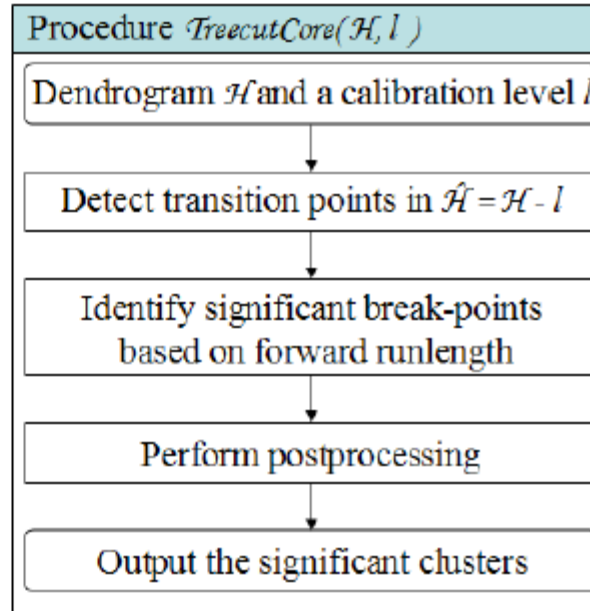 Procedure TreecutCore(ℋ, l )
Dendrogram ℋ and a calibration level l
Detect transition points in ℋ̂ = ℋ - l
Identify significant break-points
based on forward runlength
Perform postprocessing
Output the significant clusters